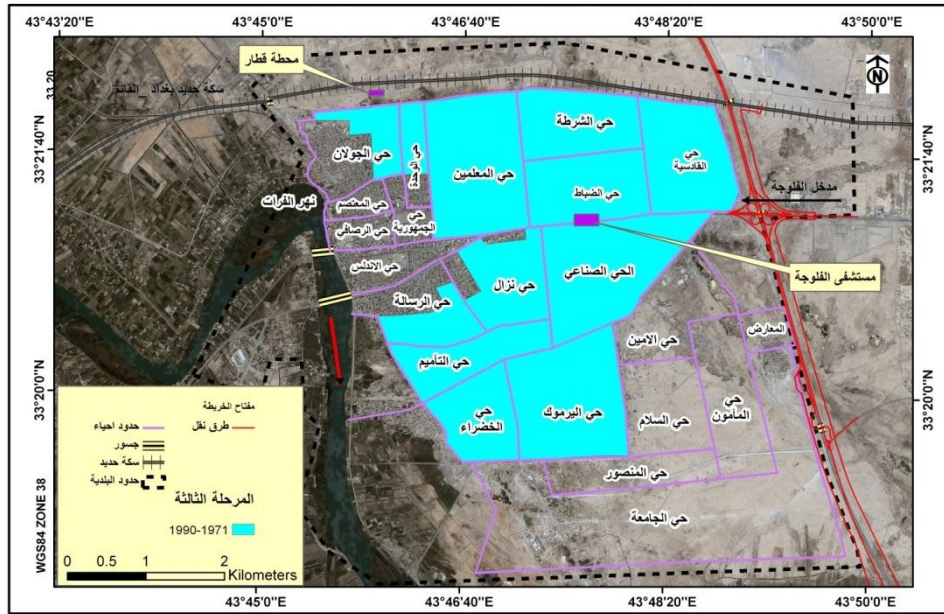 43°43'20"E
43°45'0"E
43°46'40"E
43°48'20"E
43°50'0"E
محطة قطار
سكة حديد بغداد القائم
33°21'40"N
33°21'40"N
حي الشرطة
حي الجولان
حي الوحدة
حي المعلمين
حي
القادسية
حي الضباط
مدخل الفلوجة
نهر الفرات
حي المعتصم
حي
الجمهورية
حي الرصافي
حي الاندلس
الحي الصناعي
مستشفى الفلوجة
حي نزال
حي الرسالة
حي الامين
المعارض
حي التأميم
33°20'0"N
33°20'0"N
حي
المأمون
حي
الخضراء
حي اليرموك
حي السلام
حي المنصور
حي الجامعة
مفتاح الخريطة
حدود احياء
طرق نقل
جسور
سكة حديد
حدود البلدية
المرحلة الثالثة
1990-1971
0 0.5 1 2
Kilometers
WGS84 ZONE 38
43°45'0"E
43°46'40"E
43°48'20"E
43°50'0"E
N